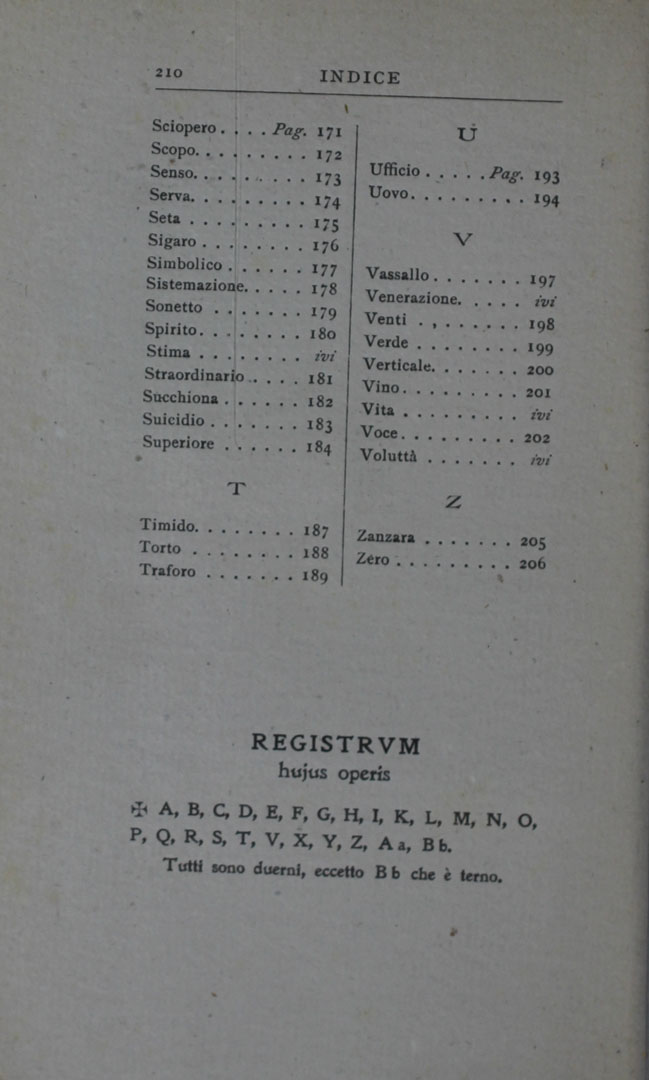 210 INDICE
Sciopero . . . . Pag. 171
Scopo. . . . . . . . . 172
Senso. . . . . . . . . 173
Serva. . . . . . . . . 174
Seta . . . . . . . . . 175
Sigaro . . . . . . . . 176
Simbolico . . . . . . 177
Sistemazione. . . . . 178
Sonetto . . . . . . . 179
Spirito. . . . . . . . 180
Stima . . . . . . . . ivi
Straordinario . . . . 181
Succhiona . . . . . . 182
Suicidio . . . . . . . 183
Superiore . . . . . . 184
T
Timido. . . . . . . . 187
Torto . . . . . . . . 188
Traforo . . . . . . . 189
U
Ufficio . . . . . Pag. 193
Uovo. . . . . . . . . 194
V
Vassallo . . . . . . . 197
Venerazione. . . . . ivi
Venti . . . . . . . . 198
Verde . . . . . . . . 199
Verticale. . . . . . . 200
Vino. . . . . . . . . 201
Vita . . . . . . . . . ivi
Voce. . . . . . . . . 202
Voluttà . . . . . . . ivi
Z
Zanzara . . . . . . . 205
Zero . . . . . . . . . 206
REGISTRVM
hujus operis
✠ A, B, C, D, E, F, G, H, I, K, L, M, N, O,
P, Q, R, S, T, V, X, Y, Z, A a, B b.
Tutti sono duerni, eccetto B b che è terno.